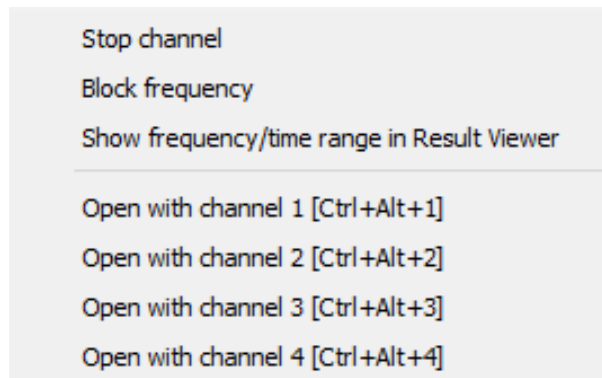 Stop channel
Block frequency
Show frequency/time range in Result Viewer
Open with channel 1 [Ctrl+Alt+1]
Open with channel 2 [Ctrl+Alt+2]
Open with channel 3 [Ctrl+Alt+3]
Open with channel 4 [Ctrl+Alt+4]